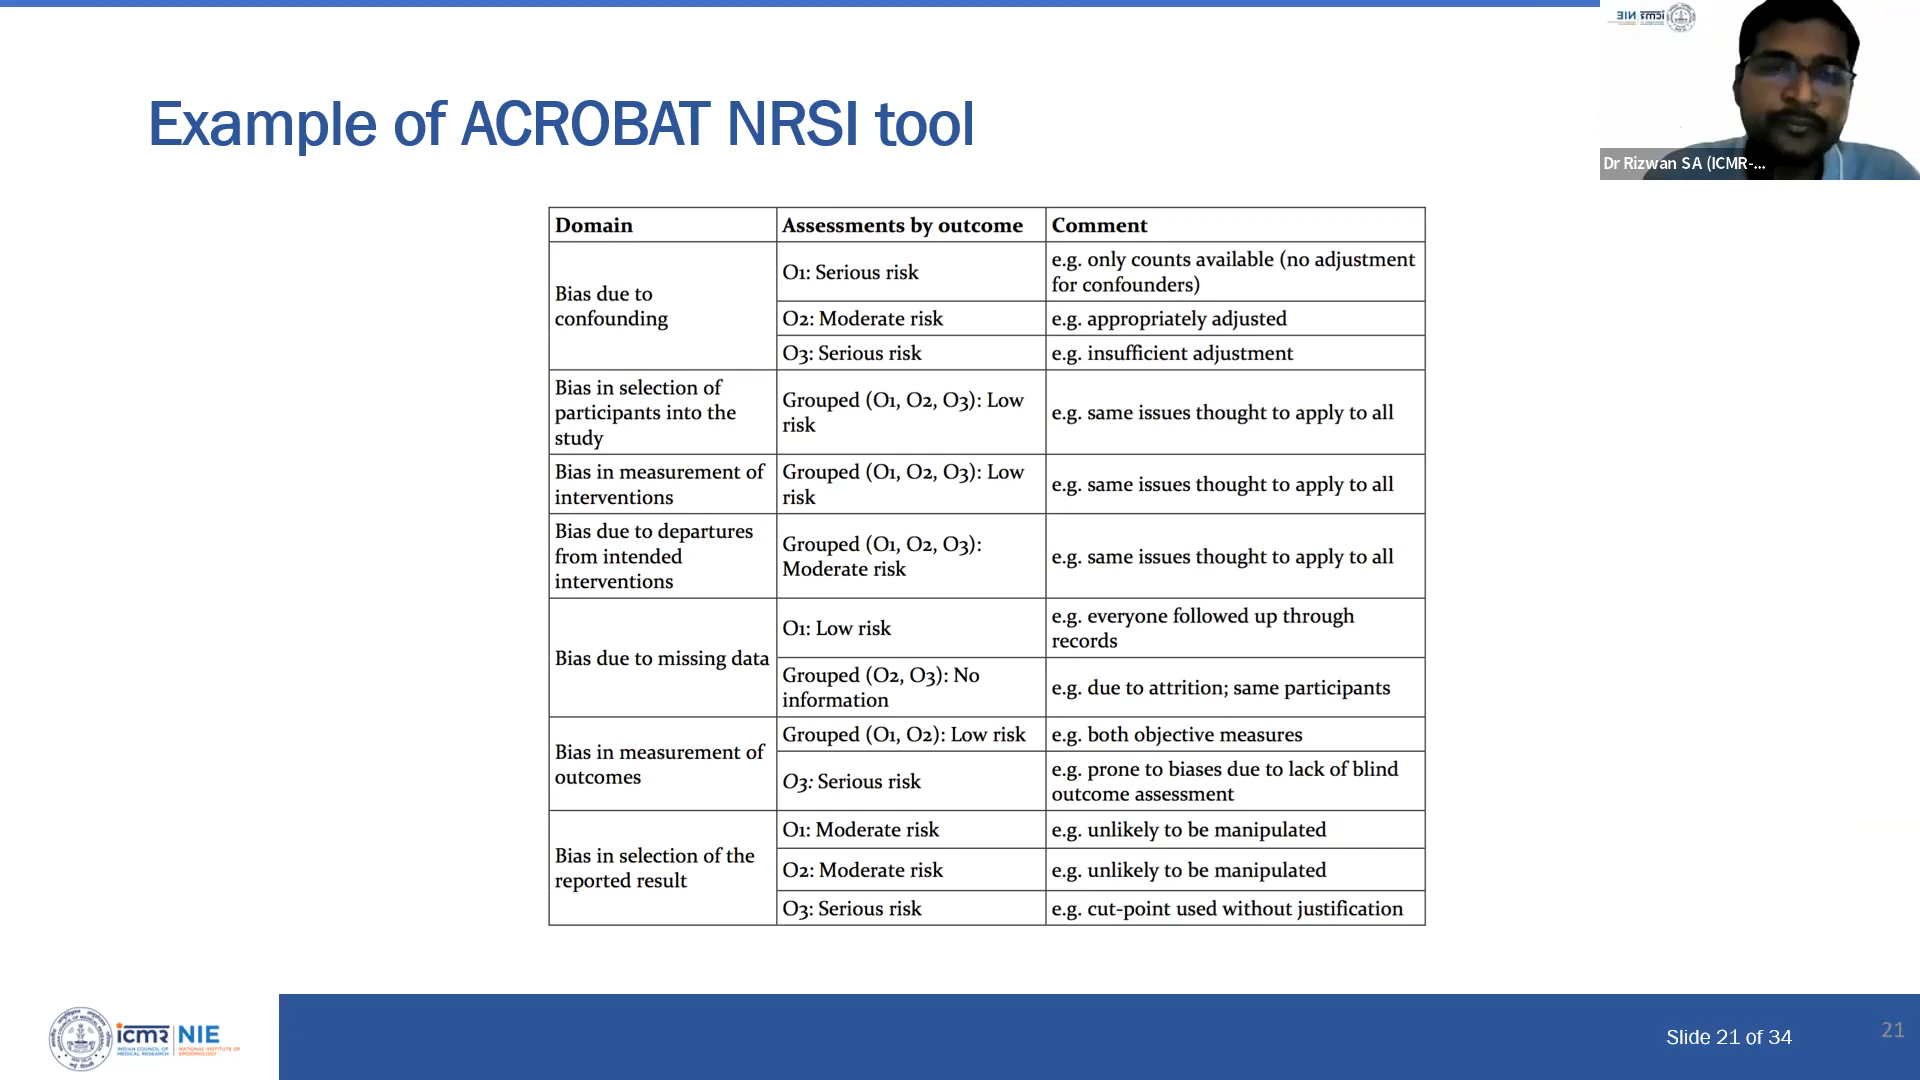 Example of ACROBAT NRSI tool
Dr Rizwan SA (ICMR-...
Domain
Assessments by outcome
Comment
Bias due to
confounding
O1: Serious risk
e.g. only counts available (no adjustment
for confounders)
O2: Moderate risk
e.g. appropriately adjusted
O3: Serious risk
e.g. insufficient adjustment
Bias in selection of
participants into the
study
Grouped (O1, O2, O3): Low
risk
e.g. same issues thought to apply to all
Bias in measurement of
interventions
Grouped (O1, O2, O3): Low
risk
e.g. same issues thought to apply to all
Bias due to departures
from intended
interventions
Grouped (O1, O2, O3):
Moderate risk
e.g. same issues thought to apply to all
Bias due to missing data
O1: Low risk
e.g. everyone followed up through
records
Grouped (O2, O3): No
information
e.g. due to attrition; same participants
Bias in measurement of
outcomes
Grouped (O1, O2): Low risk
e.g. both objective measures
O3: Serious risk
e.g. prone to biases due to lack of blind
outcome assessment
Bias in selection of the
reported result
O1: Moderate risk
e.g. unlikely to be manipulated
O2: Moderate risk
e.g. unlikely to be manipulated
O3: Serious risk
e.g. cut-point used without justification
icmr NIE
INDIAN COUNCIL OF
MEDICAL RESEARCH
NATIONAL INSTITUTE OF
EPIDEMIOLOGY
Slide 21 of 34
21